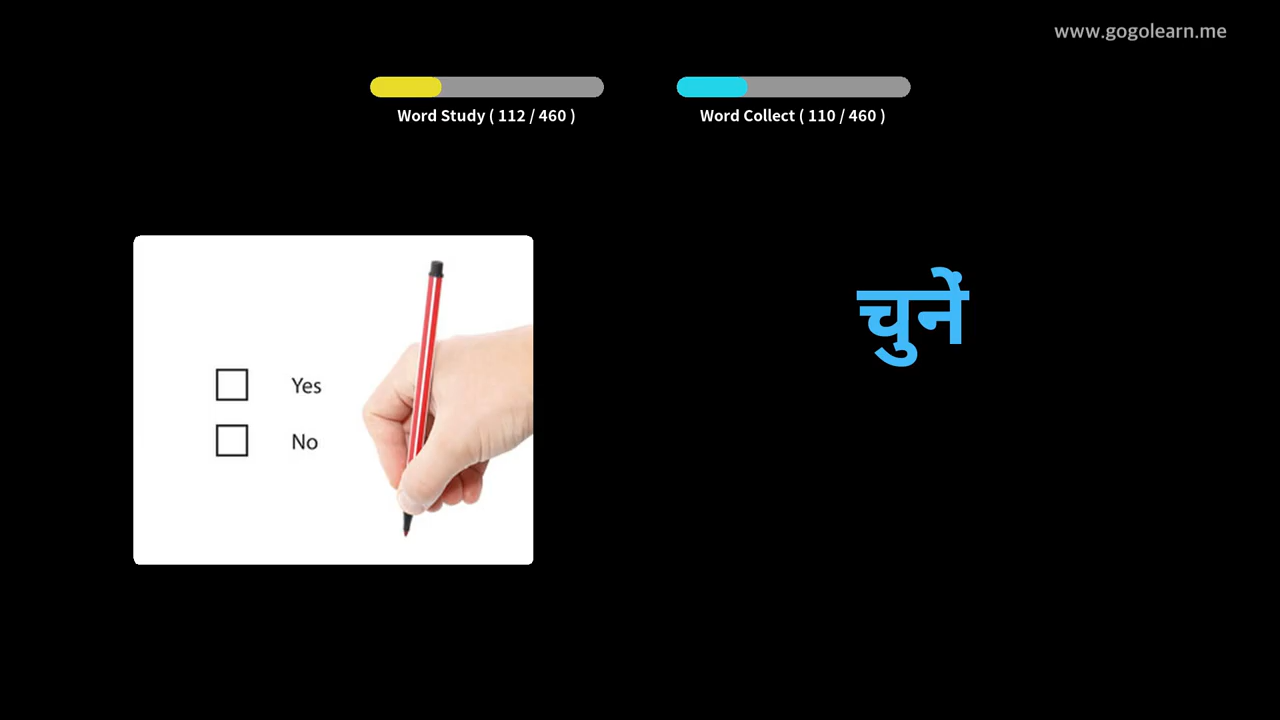 www.gogolearn.me
Word Study ( 112 / 460 )
Word Collect ( 110 / 460 )
चुनें
Yes
No